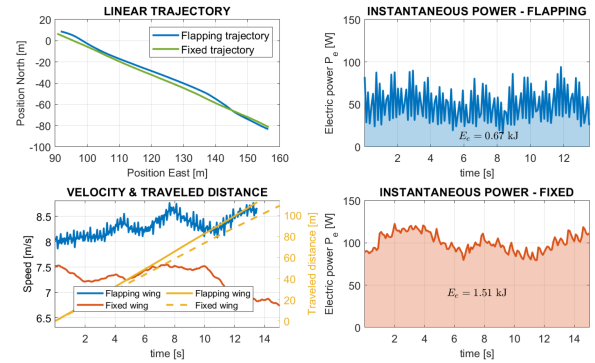 LINEAR TRAJECTORY
20
0
-20
-40
-60
-80
-100
Position North [m]
Flapping trajectory
Fixed trajectory
90 100 110 120 130 140 150 160
Position East [m]
INSTANTANEOUS POWER - FLAPPING
150
100
50
0
Electric power P_e [W]
E_e = 0.67 kJ
2 4 6 8 10 12
time [s]
VELOCITY & TRAVELED DISTANCE
8.5
8
7.5
7
6.5
Speed [m/s]
100
80
60
40
20
0
Traveled distance [m]
Flapping wing
Flapping wing
Fixed wing
Fixed wing
2 4 6 8 10 12 14
time [s]
INSTANTANEOUS POWER - FIXED
150
100
50
0
Electric power P_e [W]
E_e = 1.51 kJ
2 4 6 8 10 12 14
time [s]